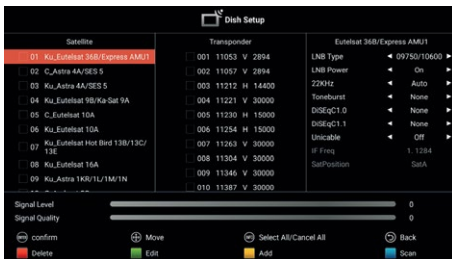 Dish Setup
Satellite
01 Ku_Eutelsat 36B/Express AMU1
02 C_Astra 4A/SES 5
03 Ku_Astra 4A/SES 5
04 Ku_Eutelsat 9B/Ka-Sat 9A
05 C_Eutelsat 10A
06 Ku_Eutelsat 10A
07 Ku_Eutelsat Hot Bird 13B/13C/
13E
08 Ku_Eutelsat 16A
09 Ku_Astra 1KR/1L/1M/1N
Transponder
001 11053 V 2894
002 11057 V 2894
003 11212 H 14400
004 11221 V 30000
005 11230 H 15000
006 11254 H 15000
007 11263 V 30000
008 11304 V 30000
009 11346 V 30000
010 11387 V 30000
Eutelsat 36B/Express AMU1
LNB Type 09750/10600
LNB Power On
22KHz Auto
Toneburst None
DiSEqC1.0 None
DiSEqC1.1 None
Unicable Off
IF Freq 1. 1284
SatPosition SatA
Signal Level 0
Signal Quality 0
confirm Move Select All/Cancel All Back
Delete Edit Add Scan